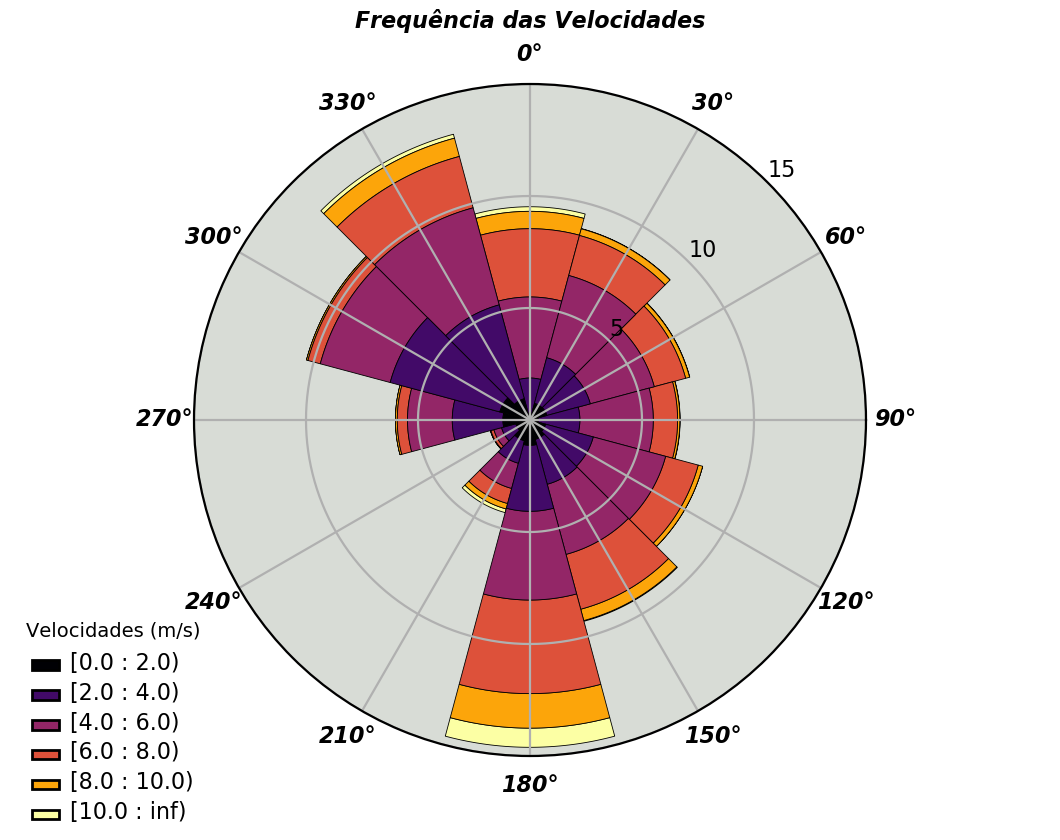 Frequência das Velocidades
0°
330°
30°
15
300°
60°
10
5
270°
90°
240°
120°
210°
150°
180°
Velocidades (m/s)
[0.0 : 2.0)
[2.0 : 4.0)
[4.0 : 6.0)
[6.0 : 8.0)
[8.0 : 10.0)
[10.0 : inf)